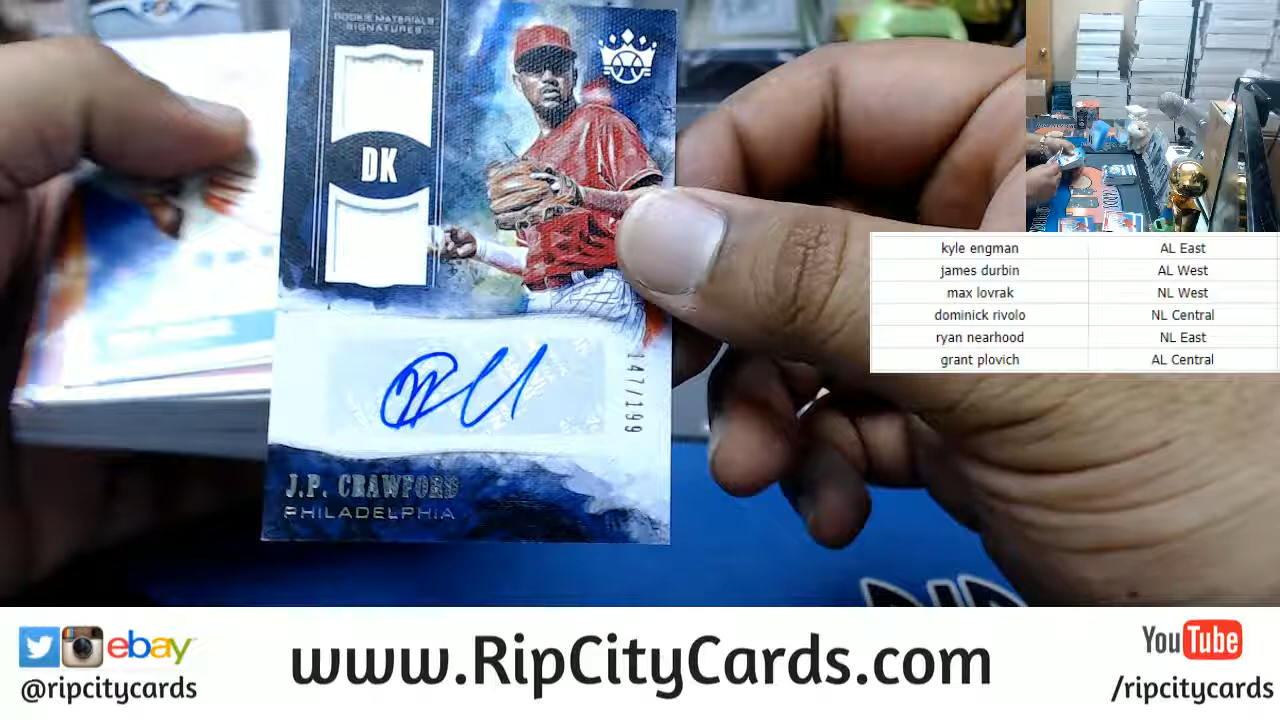 ROOKIE MATERIALS
SIGNATURES
DK
147/199
J.P. CRAWFORD
PHILADELPHIA
kyle engman AL East
james durbin AL West
max lovrak NL West
dominick rivolo NL Central
ryan nearhood NL East
grant plovich AL Central
ebay
@ripcitycards
www.RipCityCards.com
YouTube
/ripcitycards